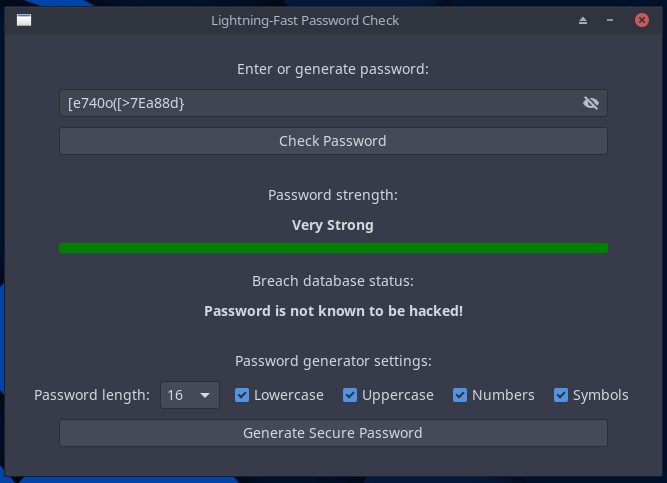 Lightning-Fast Password Check
Enter or generate password:
[e740o([>7Ea88d}
Check Password
Password strength:
Very Strong
Breach database status:
Password is not known to be hacked!
Password generator settings:
Password length: 16 Lowercase Uppercase Numbers Symbols
Generate Secure Password